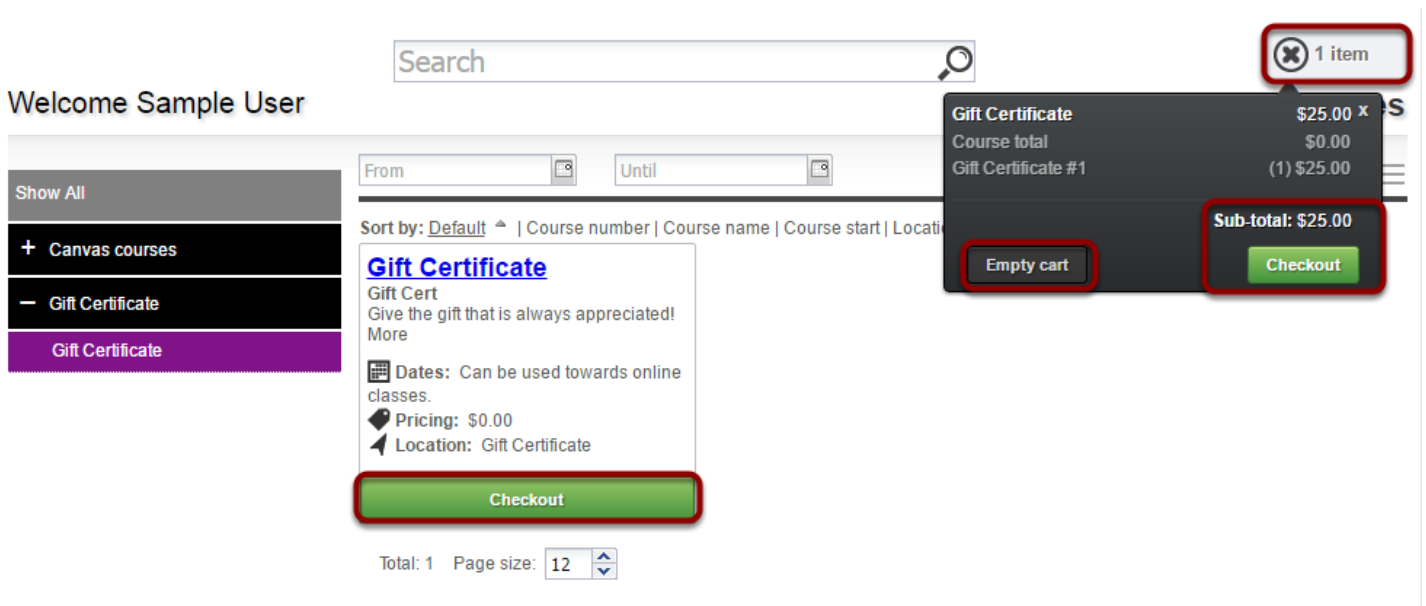 Search
1 item
Welcome Sample User
Gift Certificate $25.00 x
Course total $0.00
Gift Certificate #1 (1) $25.00
Sub-total: $25.00
Empty cart Checkout
From Until
Show All
+ Canvas courses
− Gift Certificate
Gift Certificate
Sort by: Default | Course number | Course name | Course start | Locati
Gift Certificate
Gift Cert
Give the gift that is always appreciated!
More
Dates: Can be used towards online
classes.
Pricing: $0.00
Location: Gift Certificate
Checkout
Total: 1 Page size: 12